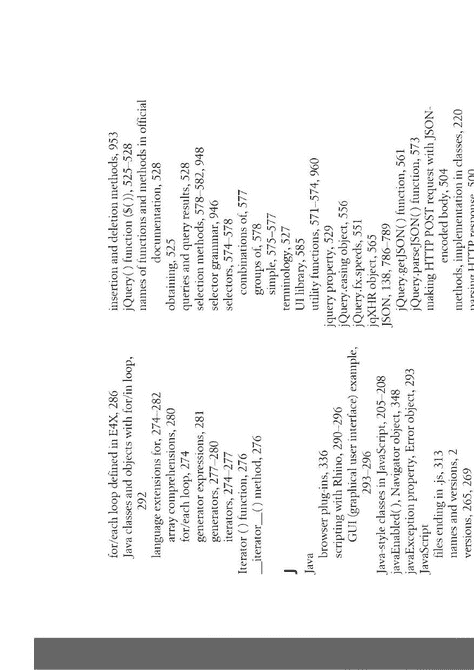 for/each loop defined in E4X, 286
Java classes and objects with for/in loop,
292
language extensions for, 274–282
array comprehensions, 280
for/each loop, 274
generator expressions, 281
generators, 277–280
iterators, 274–277
Iterator ( ) function, 276
__iterator__( ) method, 276
J
Java
browser plug-ins, 336
scripting with Rhino, 290–296
GUI (graphical user interface) example,
293–296
Java-style classes in JavaScript, 205–208
javaEnabled( ), Navigator object, 348
javaException property, Error object, 293
JavaScript
files ending in .js, 313
names and versions, 2
versions, 265, 269
insertion and deletion methods, 953
jQuery( ) function ($( )), 525–528
names of functions and methods in official
documentation, 528
obtaining, 525
queries and query results, 528
selection methods, 578–582, 948
selector grammar, 946
selectors, 574–578
combinations of, 577
groups of, 578
simple, 575–577
terminology, 527
UI library, 585
utility functions, 571–574, 960
jquery property, 529
jQuery.easing object, 556
jQuery.fx.speeds, 551
jqXHR object, 565
JSON, 138, 786–789
jQuery.getJSON( ) function, 561
jQuery.parseJSON( ) function, 573
making HTTP POST request with JSON-
encoded body, 504
methods, implementation in classes, 220
parsing HTTP response, 500